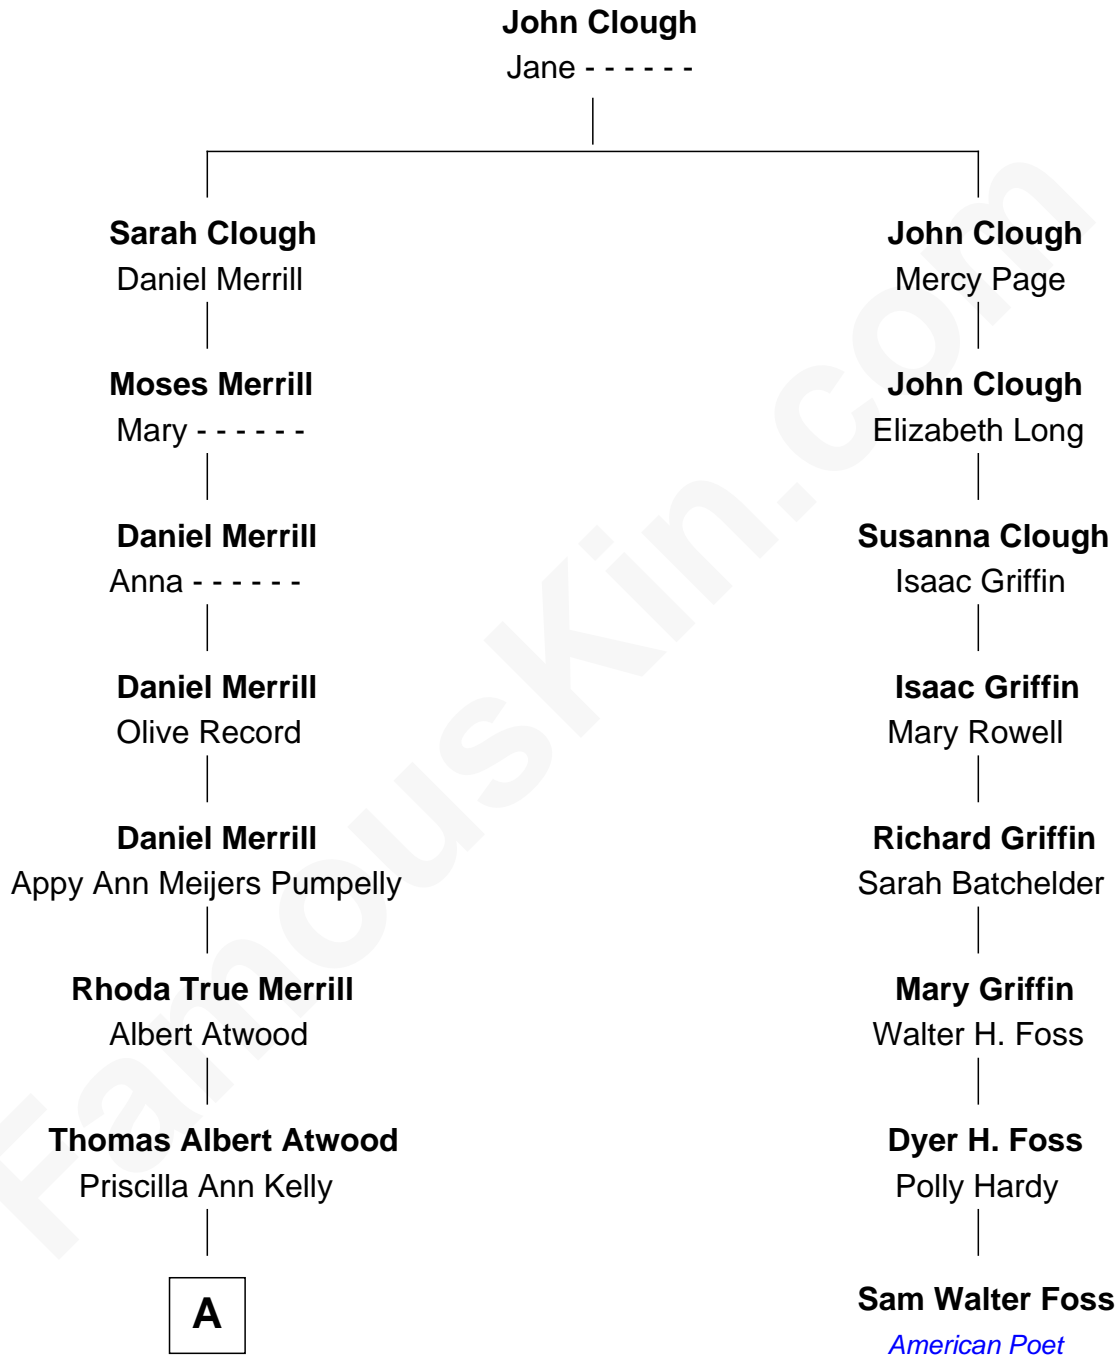 John Clough
Jane - - - - - -
Sarah Clough
Daniel Merrill
John Clough
Mercy Page
Moses Merrill
Mary - - - - - -
John Clough
Elizabeth Long
Daniel Merrill
Anna - - - - - -
Susanna Clough
Isaac Griffin
Daniel Merrill
Olive Record
Isaac Griffin
Mary Rowell
Daniel Merrill
Appy Ann Meijers Pumpelly
Richard Griffin
Sarah Batchelder
Rhoda True Merrill
Albert Atwood
Mary Griffin
Walter H. Foss
Thomas Albert Atwood
Priscilla Ann Kelly
Dyer H. Foss
Polly Hardy
A
Sam Walter Foss
American Poet
FamousKin.com